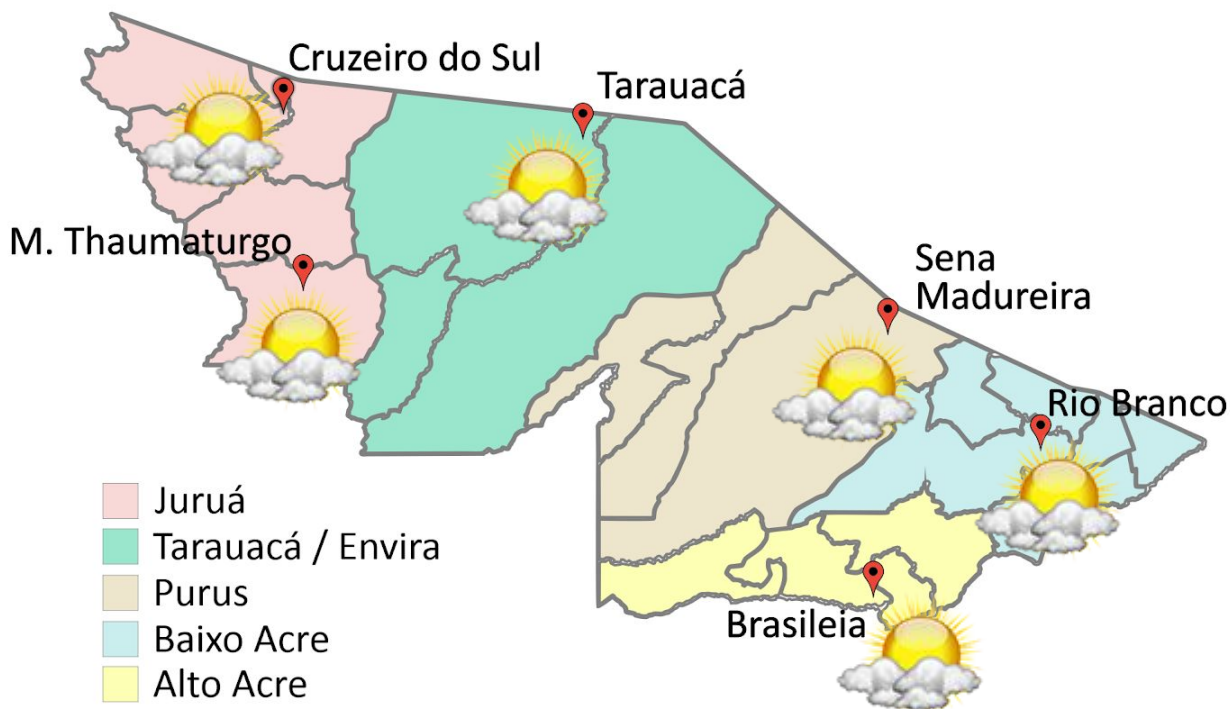 Cruzeiro do Sul
Tarauacá
M. Thaumaturgo
Sena
Madureira
Rio Branco
Brasileia
Juruá
Tarauacá / Envira
Purus
Baixo Acre
Alto Acre